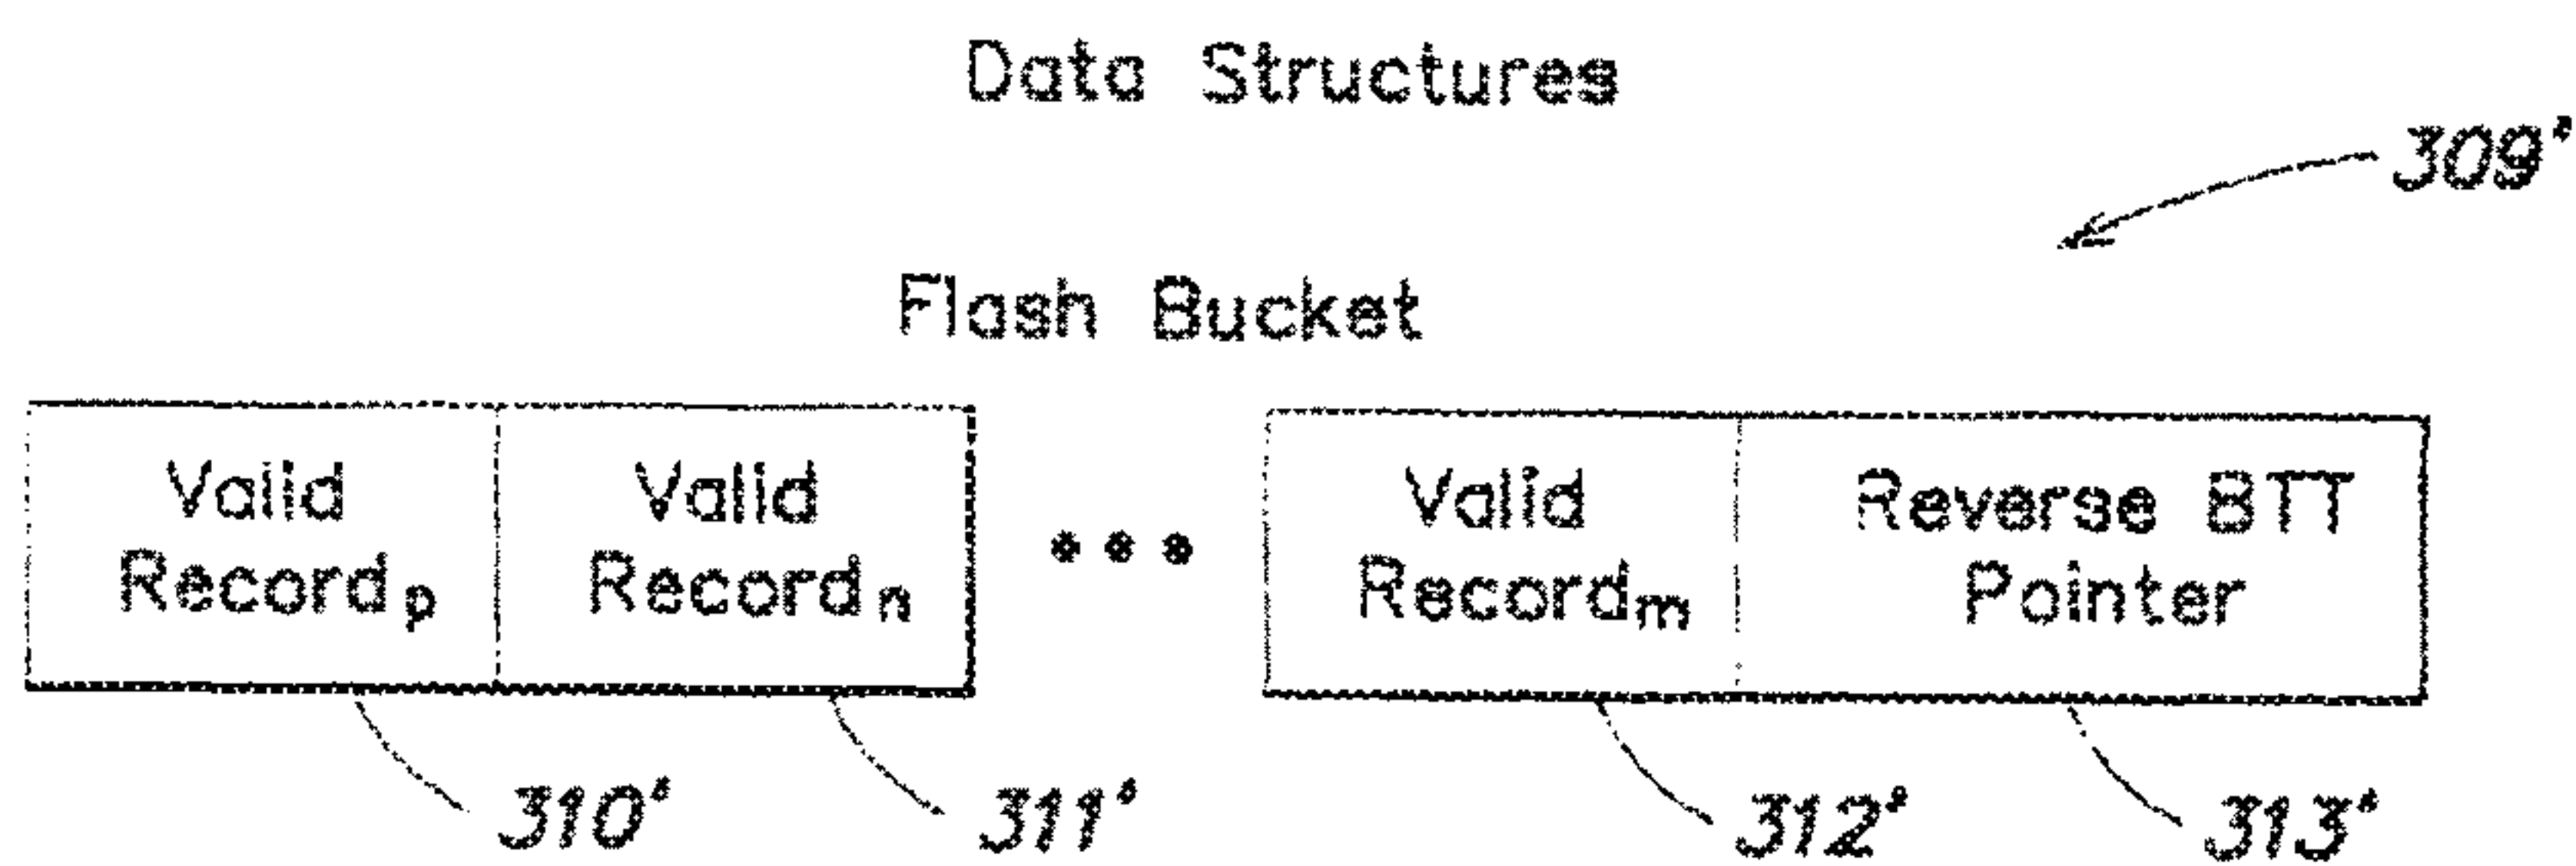 Data Structures
309'
Flash Bucket
Valid Valid Valid Reverse BTT
Recordp Recordn ••• Recordm Pointer
310' 311' 312' 313'